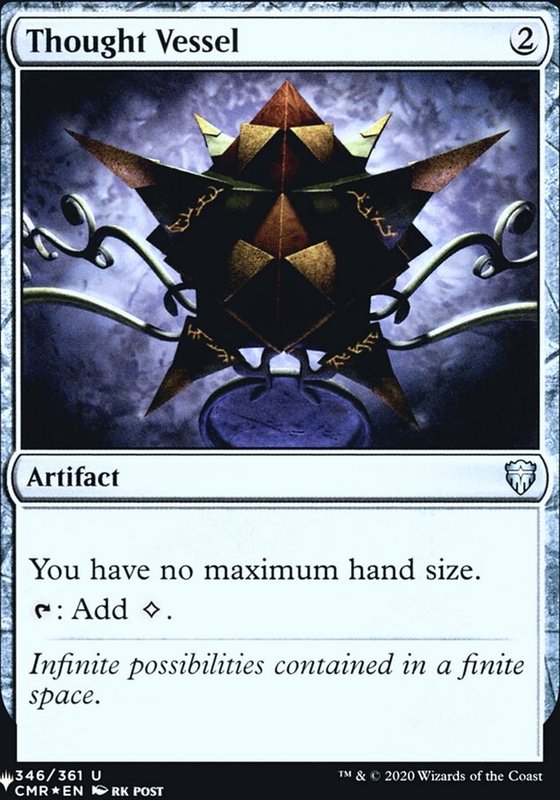 Thought Vessel 2
Artifact
You have no maximum hand size.
: Add .
Infinite possibilities contained in a finite
space.
346/361 U
CMR★EN RK POST
™ & © 2020 Wizards of the Coast